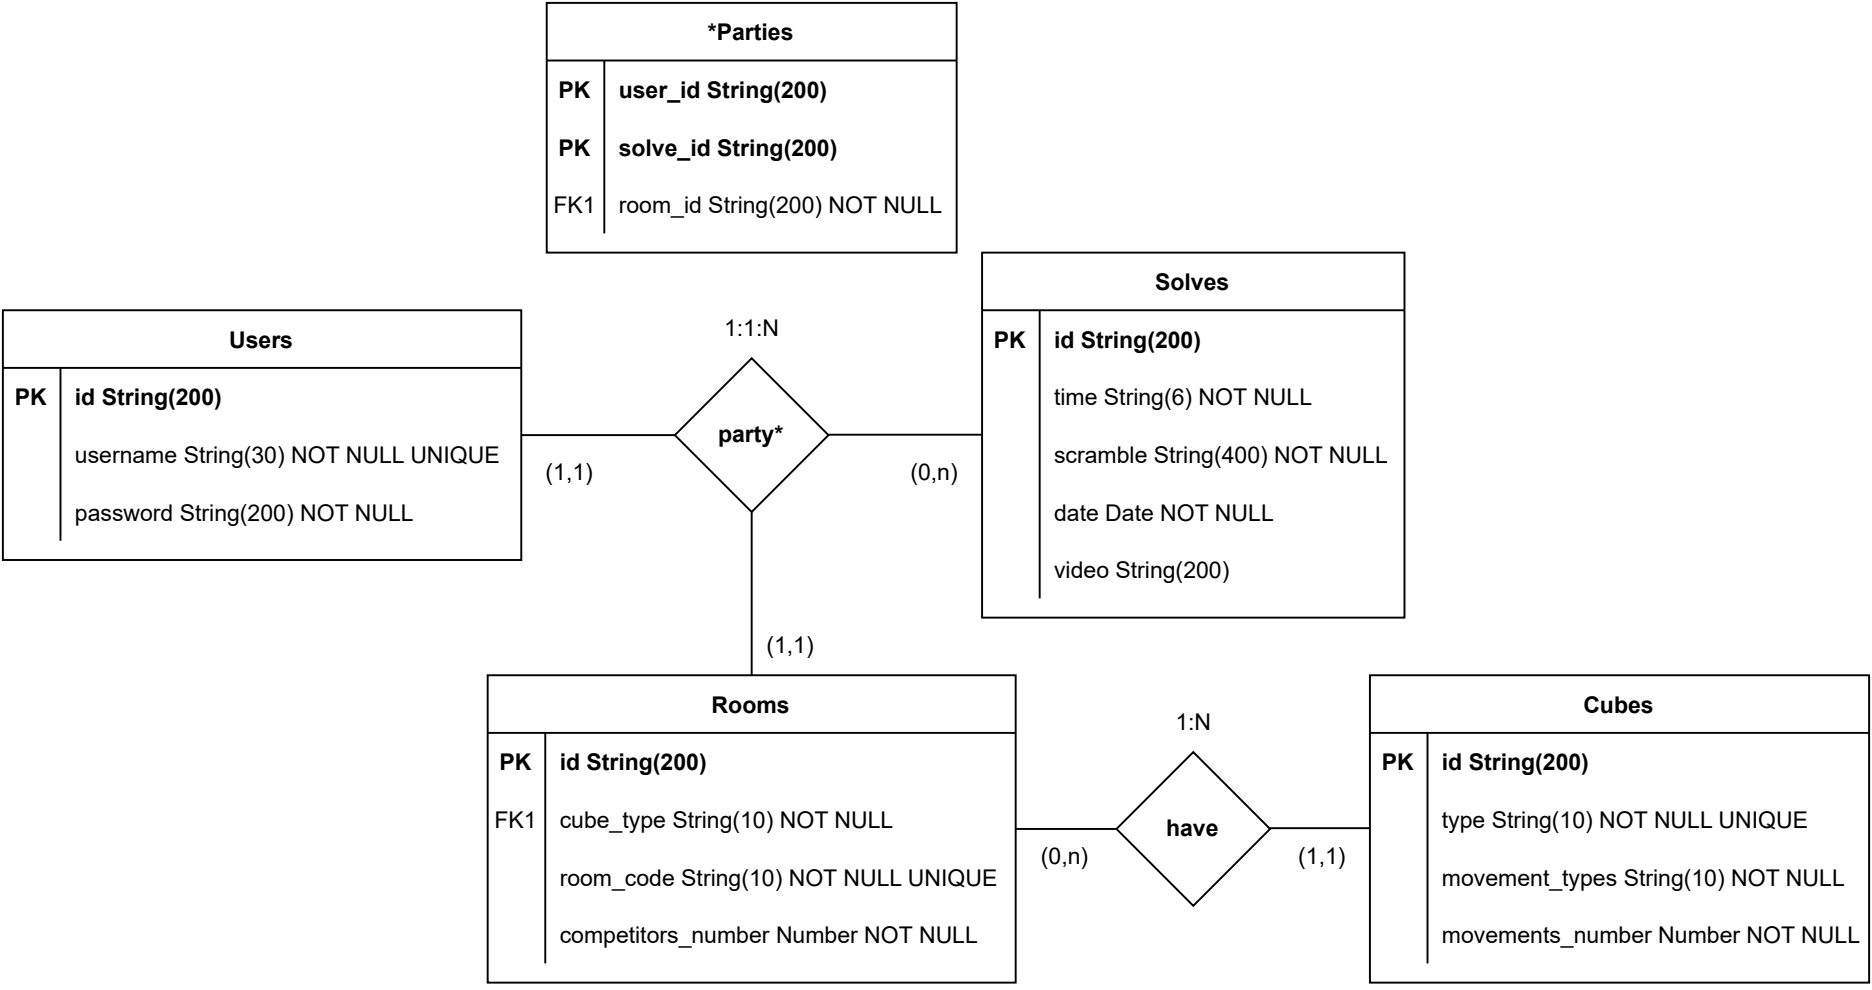 *Parties
PK user_id String(200)
PK solve_id String(200)
FK1 room_id String(200) NOT NULL
Users
PK id String(200)
username String(30) NOT NULL UNIQUE
password String(200) NOT NULL
1:1:N
party*
(1,1)
(0,n)
(1,1)
Solves
PK id String(200)
time String(6) NOT NULL
scramble String(400) NOT NULL
date Date NOT NULL
video String(200)
Rooms
PK id String(200)
FK1 cube_type String(10) NOT NULL
room_code String(10) NOT NULL UNIQUE
competitors_number Number NOT NULL
1:N
have
(0,n)
(1,1)
Cubes
PK id String(200)
type String(10) NOT NULL UNIQUE
movement_types String(10) NOT NULL
movements_number Number NOT NULL